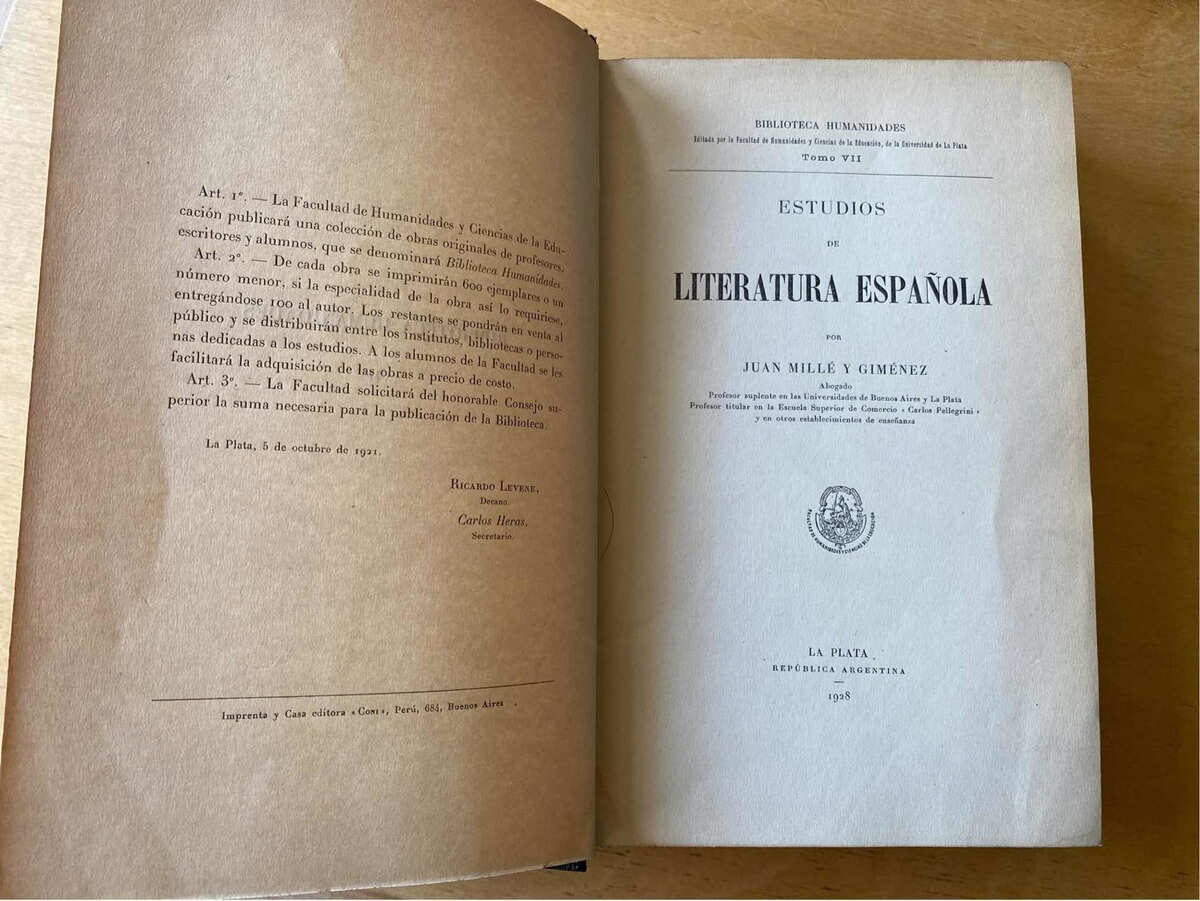 Art. 1º. — La Facultad de Humanidades y Ciencias de la Edu-
cación publicará una colección de obras originales de profesores,
escritores y alumnos, que se denominará Biblioteca Humanidades.
Art. 2º. — De cada obra se imprimirán 600 ejemplares o un
número menor, si la especialidad de la obra así lo requiriese,
entregándose 100 al autor. Los restantes se pondrán en venta al
público y se distribuirán entre los institutos, bibliotecas o perso-
nas dedicadas a los estudios. A los alumnos de la Facultad se les
facilitará la adquisición de las obras a precio de costo.
Art. 3º. — La Facultad solicitará del honorable Consejo su-
perior la suma necesaria para la publicación de la Biblioteca.
La Plata, 5 de octubre de 1921.
Ricardo Levene,
Decano.
Carlos Heras,
Secretario.
Imprenta y Casa editora « Coni », Perú, 684, Buenos Aires
BIBLIOTECA HUMANIDADES
Editada por la Facultad de Humanidades y Ciencias de la Educación, de la Universidad de La Plata
Tomo VII
ESTUDIOS
DE
LITERATURA ESPAÑOLA
POR
JUAN MILLÉ Y GIMÉNEZ
Abogado
Profesor suplente en las Universidades de Buenos Aires y La Plata
Profesor titular en la Escuela Superior de Comercio « Carlos Pellegrini »
y en otros establecimientos de enseñanza
FACULTAD DE HUMANIDADES Y CIENCIAS DE LA EDUCACIÓN
LA PLATA
REPÚBLICA ARGENTINA
1928